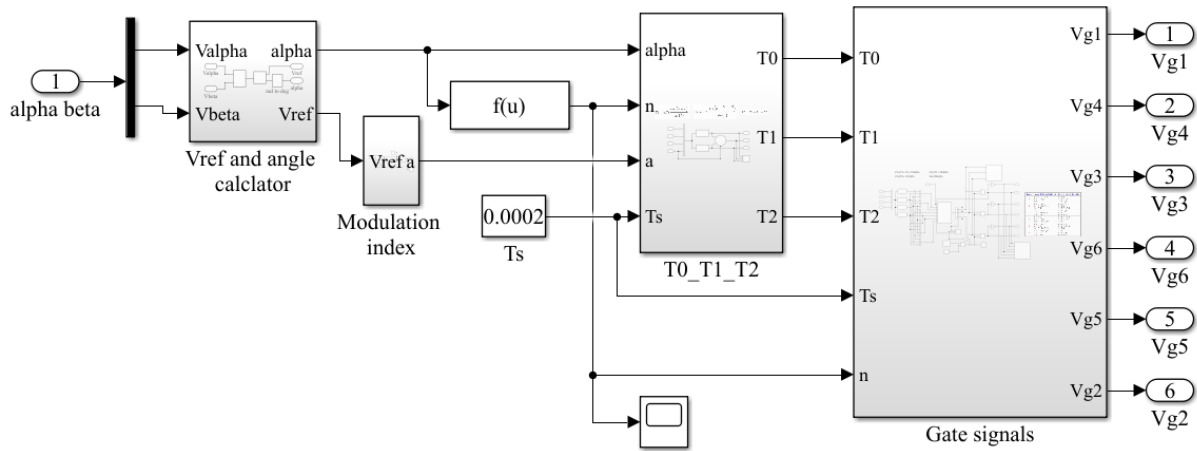 1
alpha beta
Valpha
Vbeta
alpha
Vref
Vref and angle
calclator
Vref a
Modulation
index
f(u)
0.0002
Ts
alpha
n
a
Ts
T0
T1
T2
T0_T1_T2
T0
T1
T2
Ts
n
Vg1
Vg4
Vg3
Vg6
Vg5
Vg2
Gate signals
1
Vg1
2
Vg4
3
Vg3
4
Vg6
5
Vg5
6
Vg2